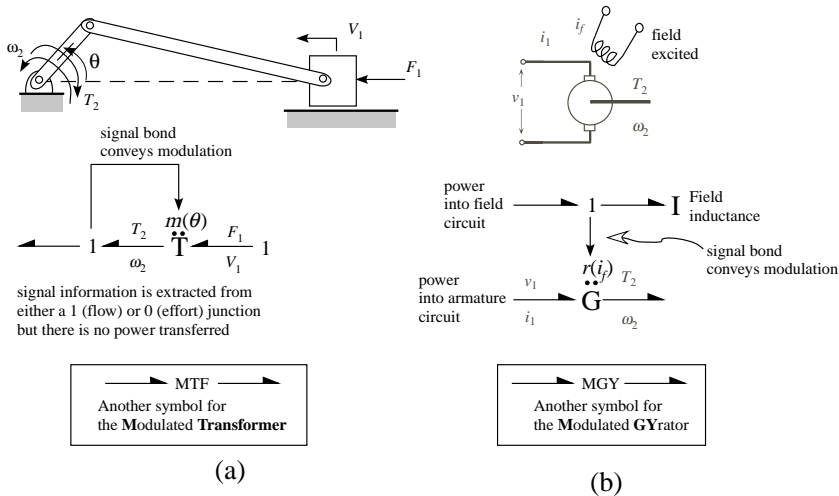 V1
ω2
θ
F1
T2
signal bond
conveys modulation
m(θ)
T2
F1
1
T
1
ω2
V1
signal information is extracted from
either a 1 (flow) or 0 (effort) junction
but there is no power transferred
MTF
Another symbol for
the Modulated Transformer
(a)
i1
if
field
excited
v1
T2
ω2
power
into field
circuit
1
I
Field
inductance
signal bond
conveys modulation
r(if)
power
into armature
circuit
v1
T2
G
i1
ω2
MGY
Another symbol for
the Modulated GYrator
(b)